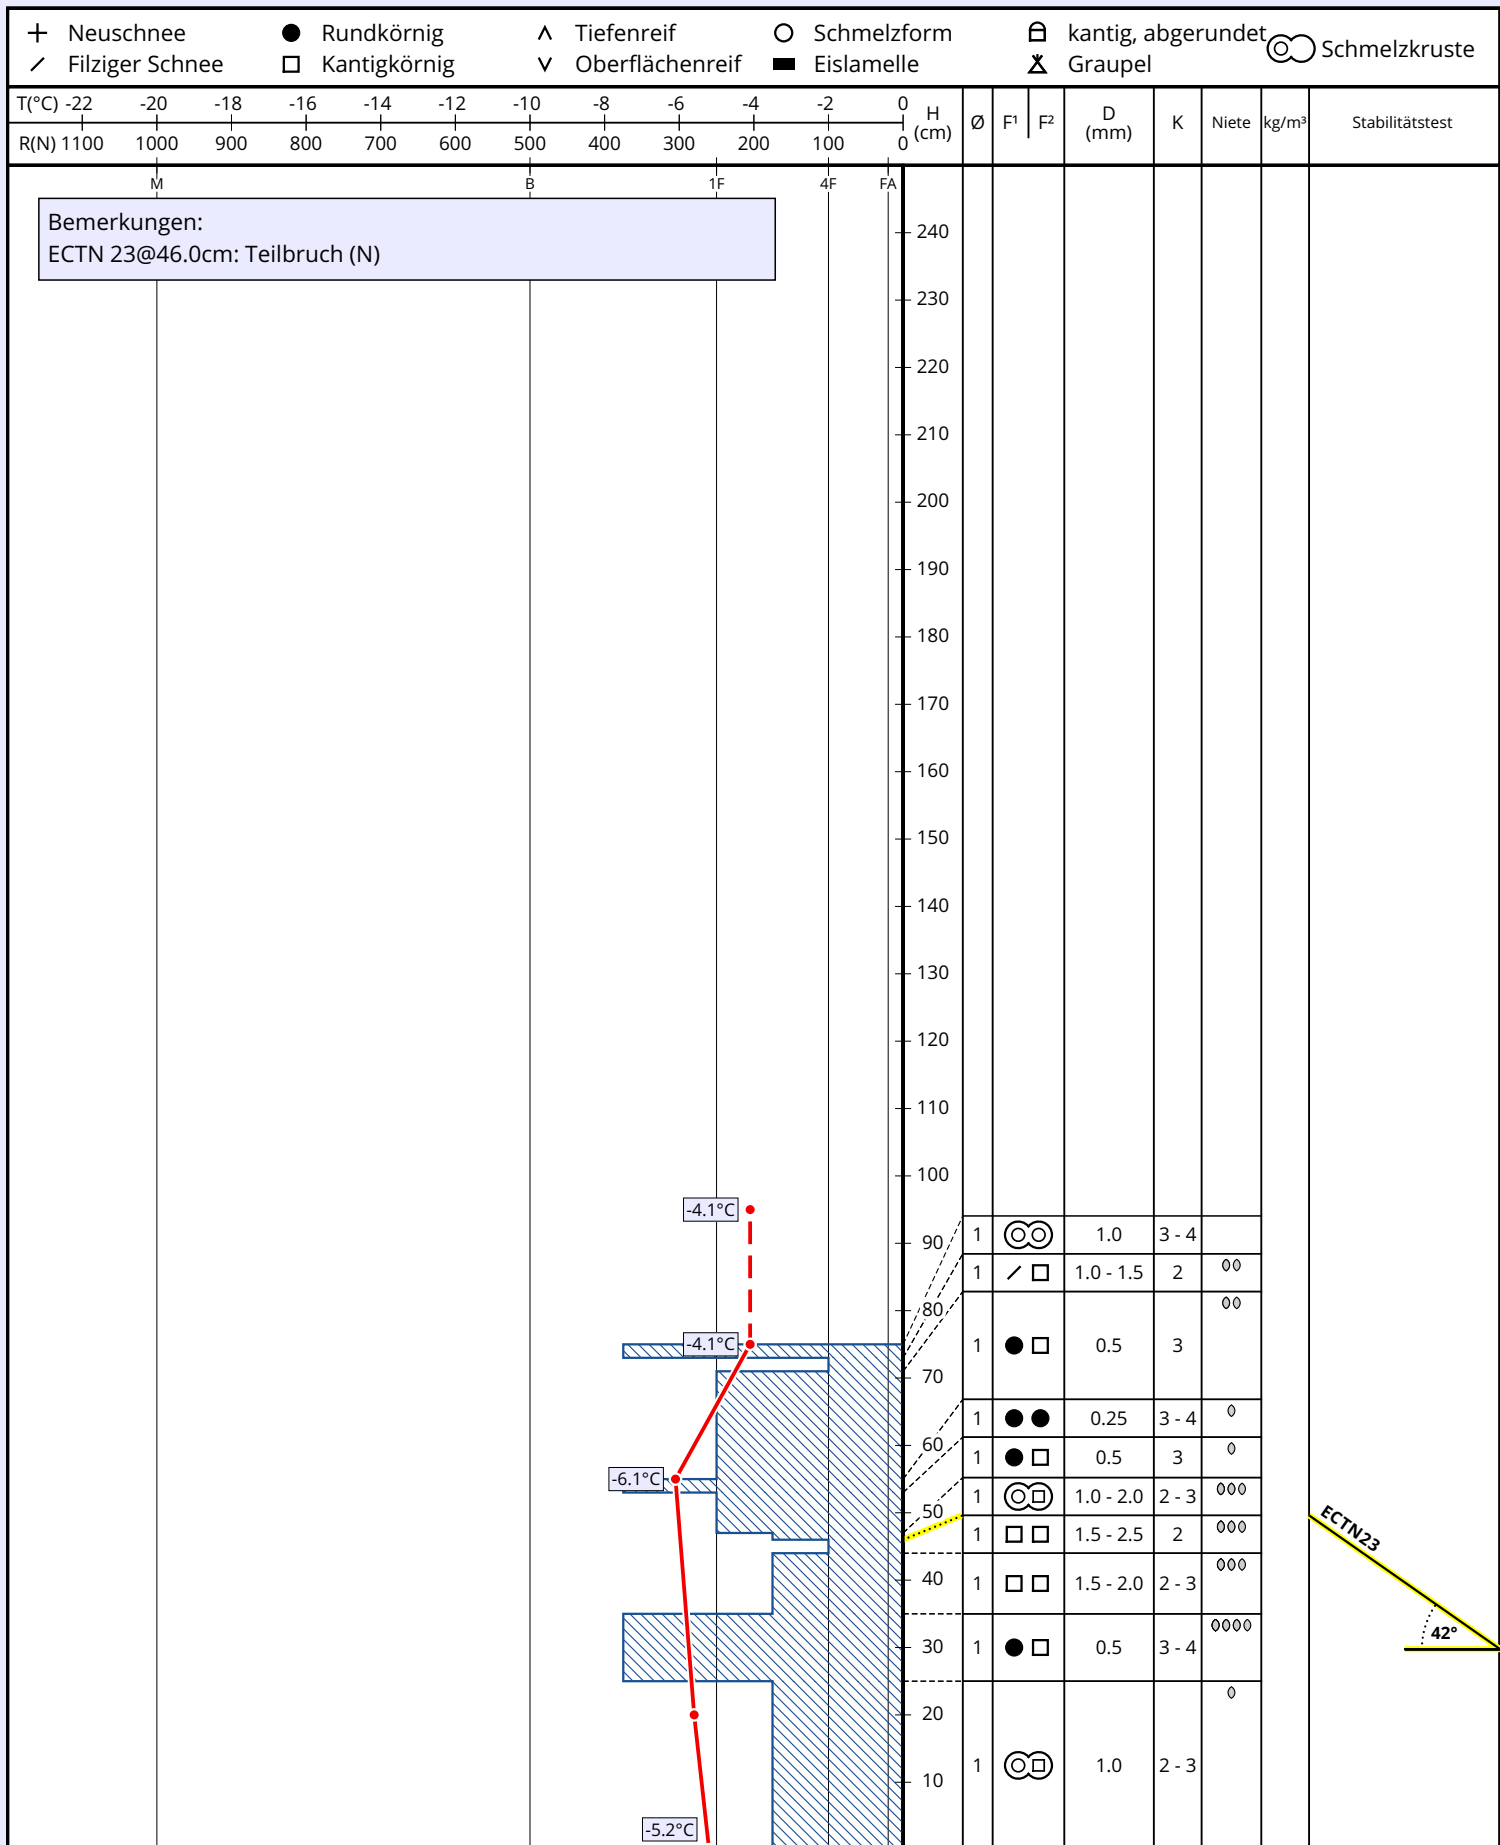 Neuschnee Rundkörnig Tiefenreif Schmelzform kantig, abgerundet Schmelzkruste
Filziger Schnee Kantigkörnig Oberflächenreif Eislamelle Graupel
T(°C) -22 -20 -18 -16 -14 -12 -10 -8 -6 -4 -2 0
R(N) 1100 1000 900 800 700 600 500 400 300 200 100 0
H (cm) Ø F¹ F² D (mm) K Niete kg/m³ Stabilitätstest
M B 1F 4F FA
Bemerkungen:
ECTN 23@46.0cm: Teilbruch (N)
240
230
220
210
200
190
180
170
160
150
140
130
120
110
100
90
80
70
60
50
40
30
20
10
-4.1°C
-4.1°C
-6.1°C
-5.2°C
1 1.0 3 - 4
1 1.0 - 1.5 2
1 0.5 3
1 0.25 3 - 4
1 0.5 3
1 1.0 - 2.0 2 - 3
1 1.5 - 2.5 2
1 1.5 - 2.0 2 - 3
1 0.5 3 - 4
1 1.0 2 - 3
ECTN23
42°